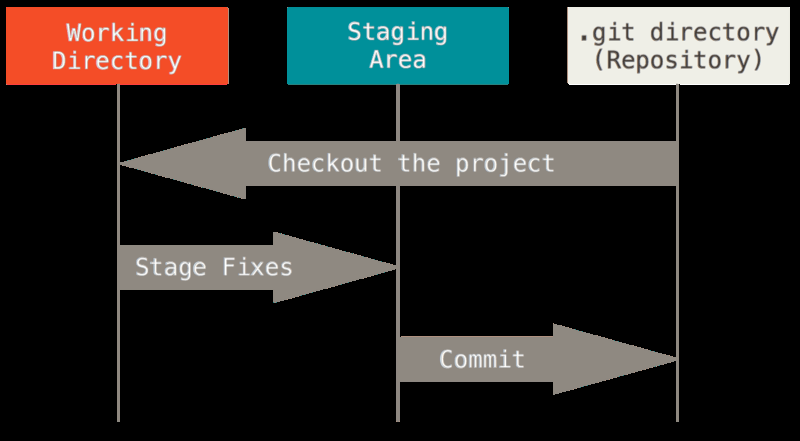 Working
Directory
Staging
Area
.git directory
(Repository)
Checkout the project
Stage Fixes
Commit